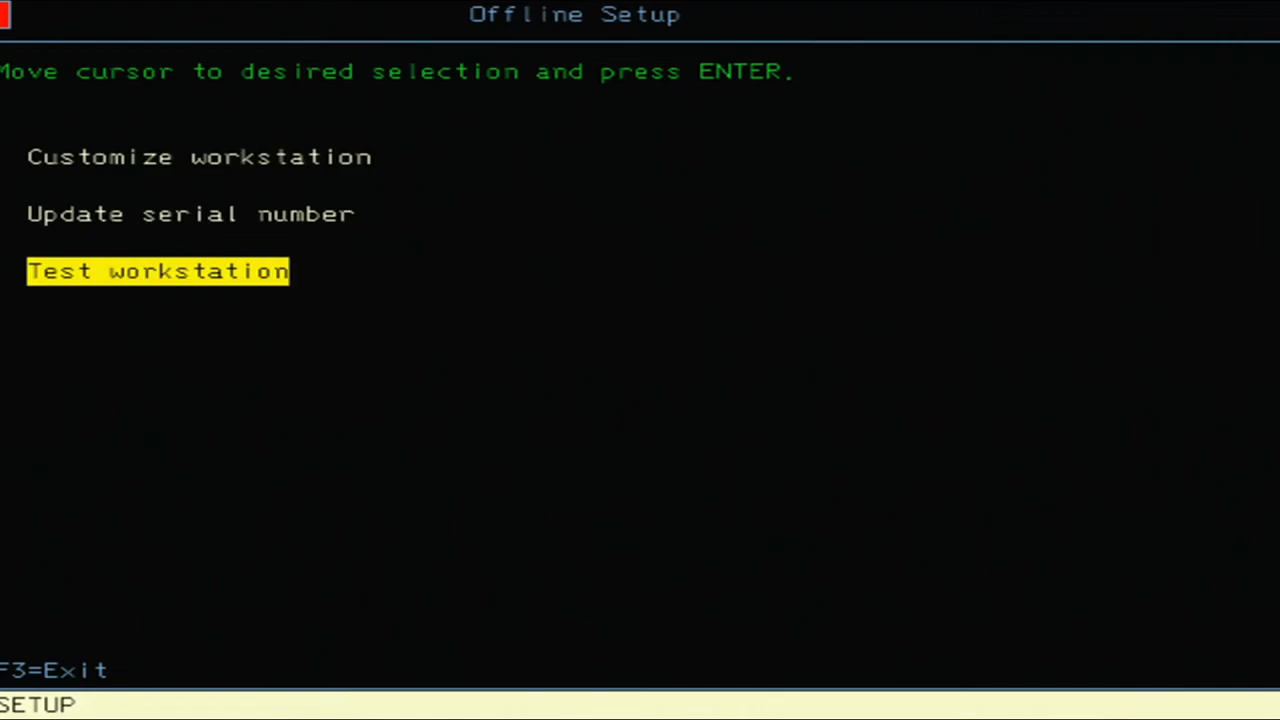 Offline Setup
Move cursor to desired selection and press ENTER.
Customize workstation
Update serial number
Test workstation
F3=Exit
SETUP